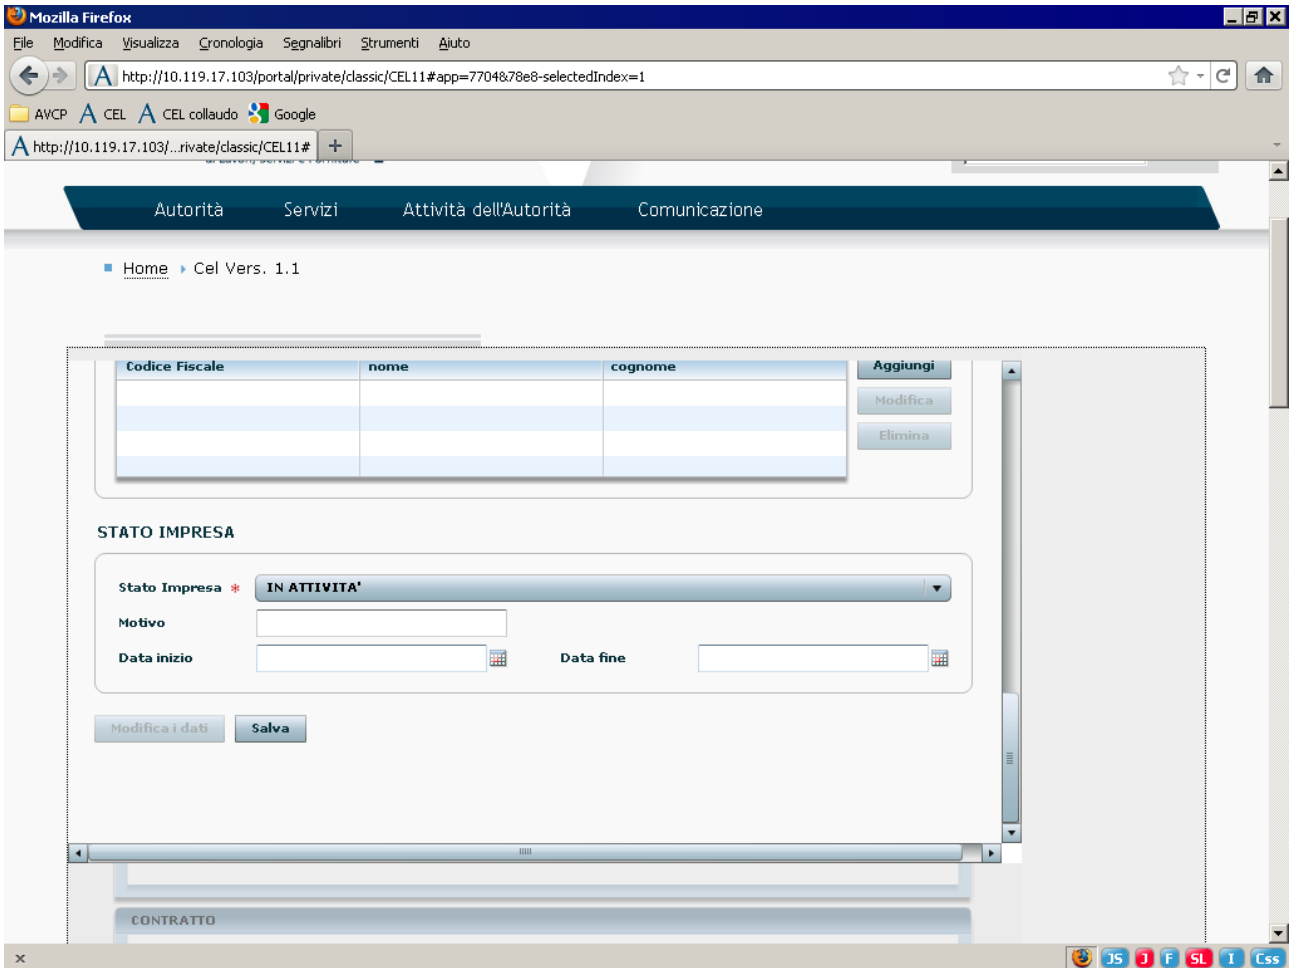 Mozilla Firefox
File Modifica Visualizza Cronologia Segnalibri Strumenti Aiuto
http://10.119.17.103/portal/private/classic/CEL11#app=7704&78e8-selectedIndex=1
AVCP CEL CEL collaudo Google
http://10.119.17.103/...rivate/classic/CEL11# +
Autorità Servizi Attività dell'Autorità Comunicazione
Home Cel Vers. 1.1
Codice Fiscale nome cognome Aggiungi
Modifica
Elimina
STATO IMPRESA
Stato Impresa * IN ATTIVITA'
Motivo
Data inizio Data fine
Modifica i dati Salva
CONTRATTO
x JS J F SL I Css